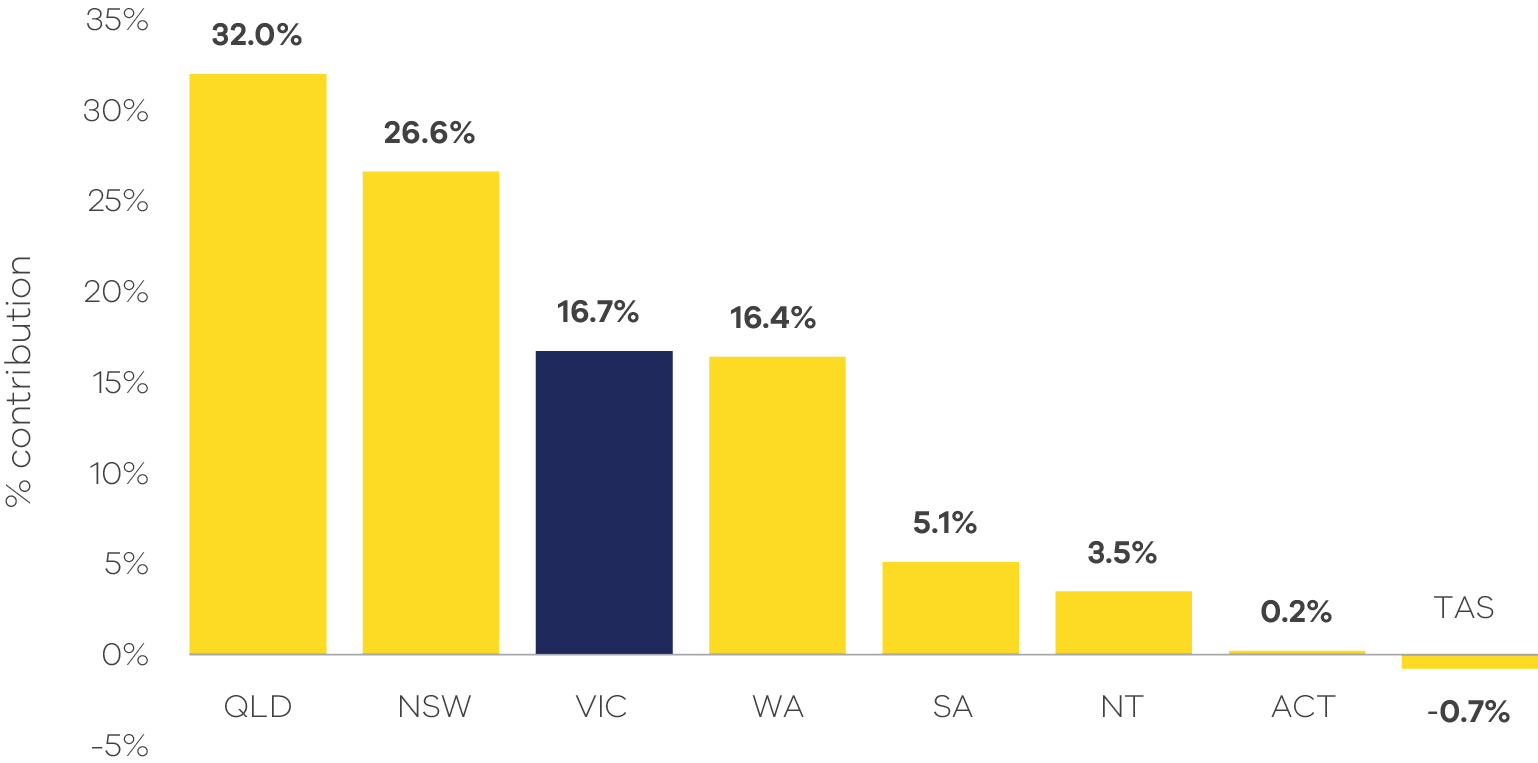 35%
30%
25%
20%
15%
10%
5%
0%
-5%
% contribution
32.0%
26.6%
16.7%
16.4%
5.1%
3.5%
0.2%
-0.7%
QLD
NSW
VIC
WA
SA
NT
ACT
TAS